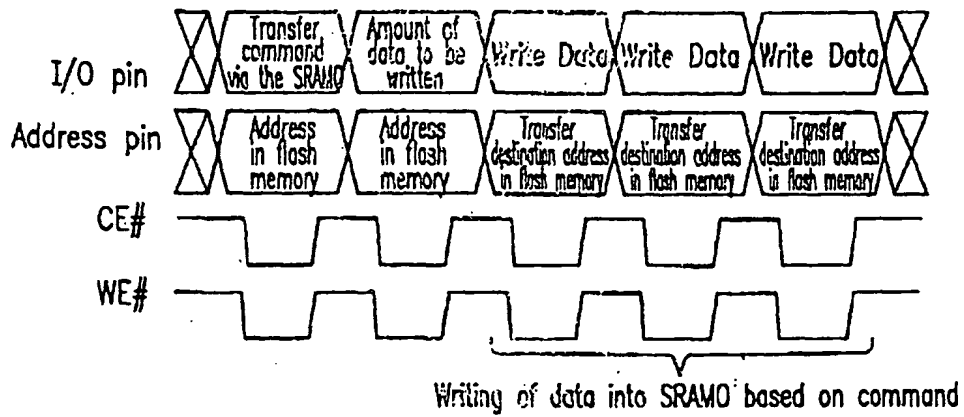 I/O pin
Transfer
command
via the SRAM0
Amount of
data to be
written
Write Data
Write Data
Write Data
Address pin
Address
in flash
memory
Address
in flash
memory
Transfer
destination address
in flash memory
Transfer
destination address
in flash memory
Transfer
destination address
in flash memory
CE#
WE#
Writing of data into SRAM0 based on command